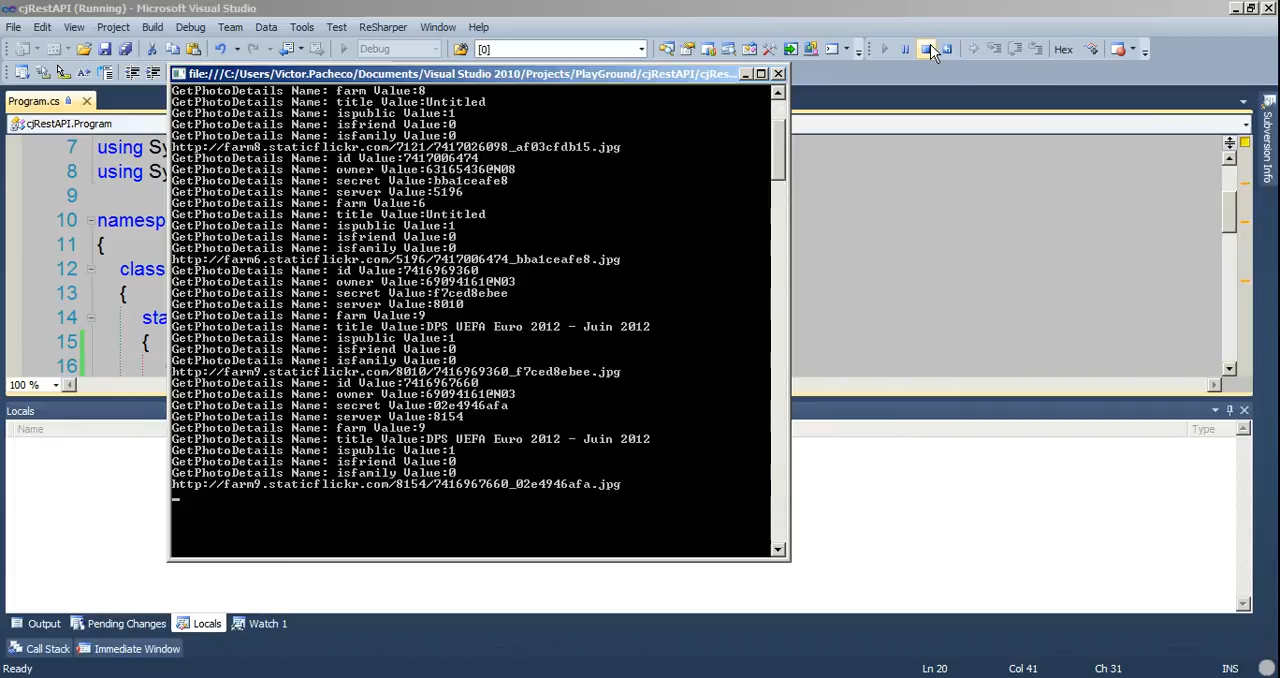 cjRestAPI (Running) - Microsoft Visual Studio
File Edit View Project Build Debug Team Data Tools Test ReSharper Window Help
Debug [0] Hex
file:///C:/Users/Victor.Pacheco/Documents/Visual Studio 2010/Projects/PlayGround/cjRestAPI/cjRes...
Program.cs
cjRestAPI.Program
7 using Sy
8 using Sy
9
10 namesp
11 {
12 class
13 {
14 sta
15 {
16
100 %
GetPhotoDetails Name: farm Value:8
GetPhotoDetails Name: title Value:Untitled
GetPhotoDetails Name: ispublic Value:1
GetPhotoDetails Name: isfriend Value:0
GetPhotoDetails Name: isfamily Value:0
http://farm8.staticflickr.com/7121/7417026098_af03cfdb15.jpg
GetPhotoDetails Name: id Value:7417006474
GetPhotoDetails Name: owner Value:63165436@N08
GetPhotoDetails Name: secret Value:bba1ceafe8
GetPhotoDetails Name: server Value:5196
GetPhotoDetails Name: farm Value:6
GetPhotoDetails Name: title Value:Untitled
GetPhotoDetails Name: ispublic Value:1
GetPhotoDetails Name: isfriend Value:0
GetPhotoDetails Name: isfamily Value:0
http://farm6.staticflickr.com/5196/7417006474_bba1ceafe8.jpg
GetPhotoDetails Name: id Value:7416969360
GetPhotoDetails Name: owner Value:69094161@N03
GetPhotoDetails Name: secret Value:f7ced8ebee
GetPhotoDetails Name: server Value:8010
GetPhotoDetails Name: farm Value:9
GetPhotoDetails Name: title Value:DPS UEFA Euro 2012 - Juin 2012
GetPhotoDetails Name: ispublic Value:1
GetPhotoDetails Name: isfriend Value:0
GetPhotoDetails Name: isfamily Value:0
http://farm9.staticflickr.com/8010/7416969360_f7ced8ebee.jpg
GetPhotoDetails Name: id Value:7416967660
GetPhotoDetails Name: owner Value:69094161@N03
GetPhotoDetails Name: secret Value:02e4946afa
GetPhotoDetails Name: server Value:8154
GetPhotoDetails Name: farm Value:9
GetPhotoDetails Name: title Value:DPS UEFA Euro 2012 - Juin 2012
GetPhotoDetails Name: ispublic Value:1
GetPhotoDetails Name: isfriend Value:0
GetPhotoDetails Name: isfamily Value:0
http://farm9.staticflickr.com/8154/7416967660_02e4946afa.jpg
Subversion Info
Locals
Name Type
Output Pending Changes Locals Watch 1
Call Stack Immediate Window
Ready Ln 20 Col 41 Ch 31 INS